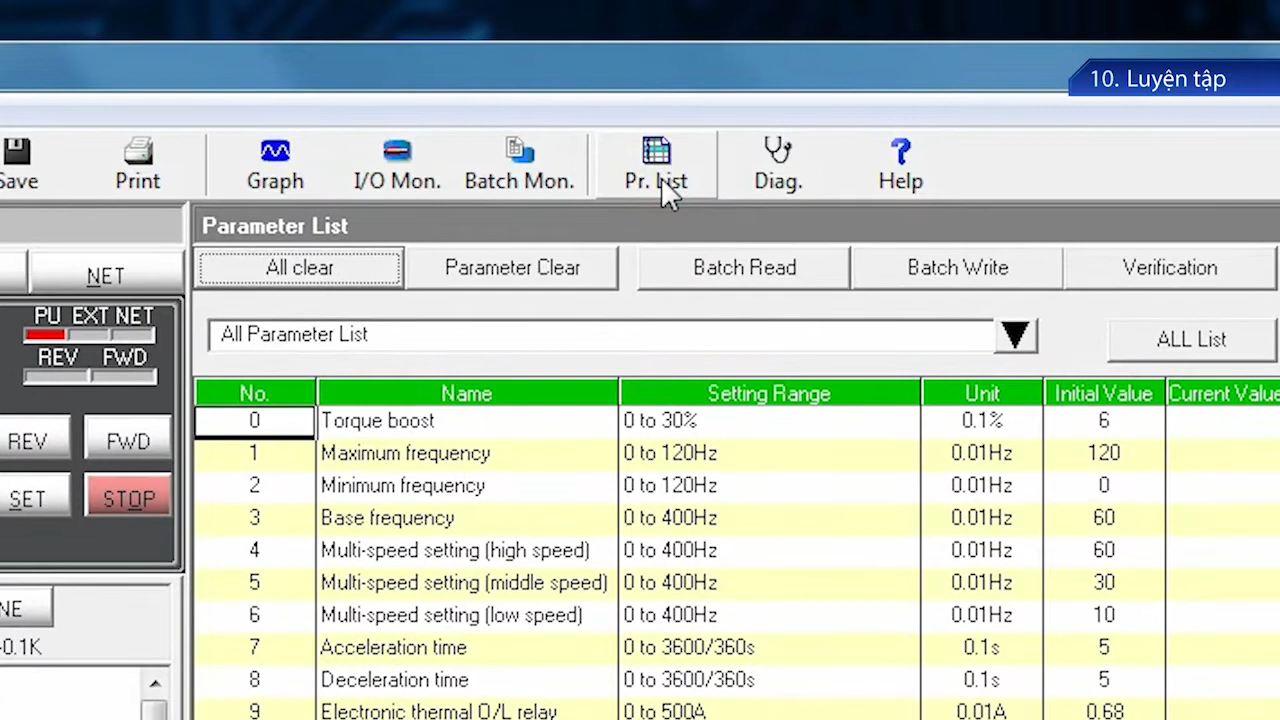 10. Luyện tập
Save Print Graph I/O Mon. Batch Mon. Pr. List Diag. Help
Parameter List
NET
All clear Parameter Clear Batch Read Batch Write Verification
PU EXT NET
All Parameter List ALL List
REV FWD
No. Name Setting Range Unit Initial Value Current Value
0 Torque boost 0 to 30% 0.1% 6
REV FWD
1 Maximum frequency 0 to 120Hz 0.01Hz 120
2 Minimum frequency 0 to 120Hz 0.01Hz 0
SET STOP
3 Base frequency 0 to 400Hz 0.01Hz 60
4 Multi-speed setting (high speed) 0 to 400Hz 0.01Hz 60
5 Multi-speed setting (middle speed) 0 to 400Hz 0.01Hz 30
NE
6 Multi-speed setting (low speed) 0 to 400Hz 0.01Hz 10
0.1K
7 Acceleration time 0 to 3600/360s 0.1s 5
8 Deceleration time 0 to 3600/360s 0.1s 5
9 Electronic thermal O/L relay 0 to 500A 0.01A 0.68